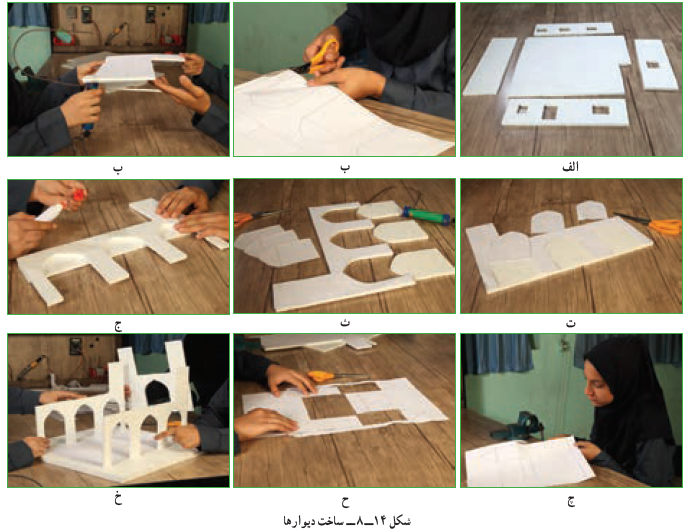 الف ب ب
ت ث ج
چ ح خ
شکل ۱۴ــ۸ــ ساخت دیوارها